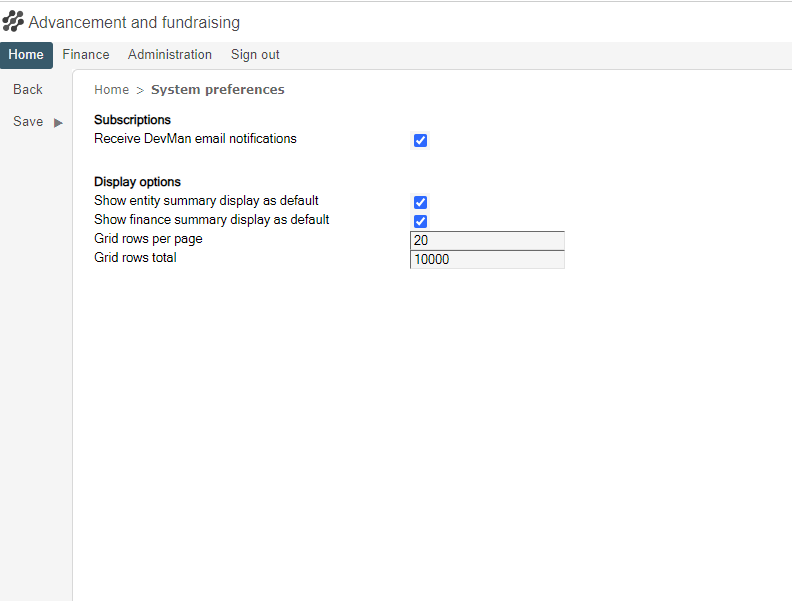 Advancement and fundraising
Home Finance Administration Sign out
Back
Home > System preferences
Subscriptions
Save
Receive DevMan email notifications
Display options
Show entity summary display as default
Show finance summary display as default
Grid rows per page 20
Grid rows total 10000